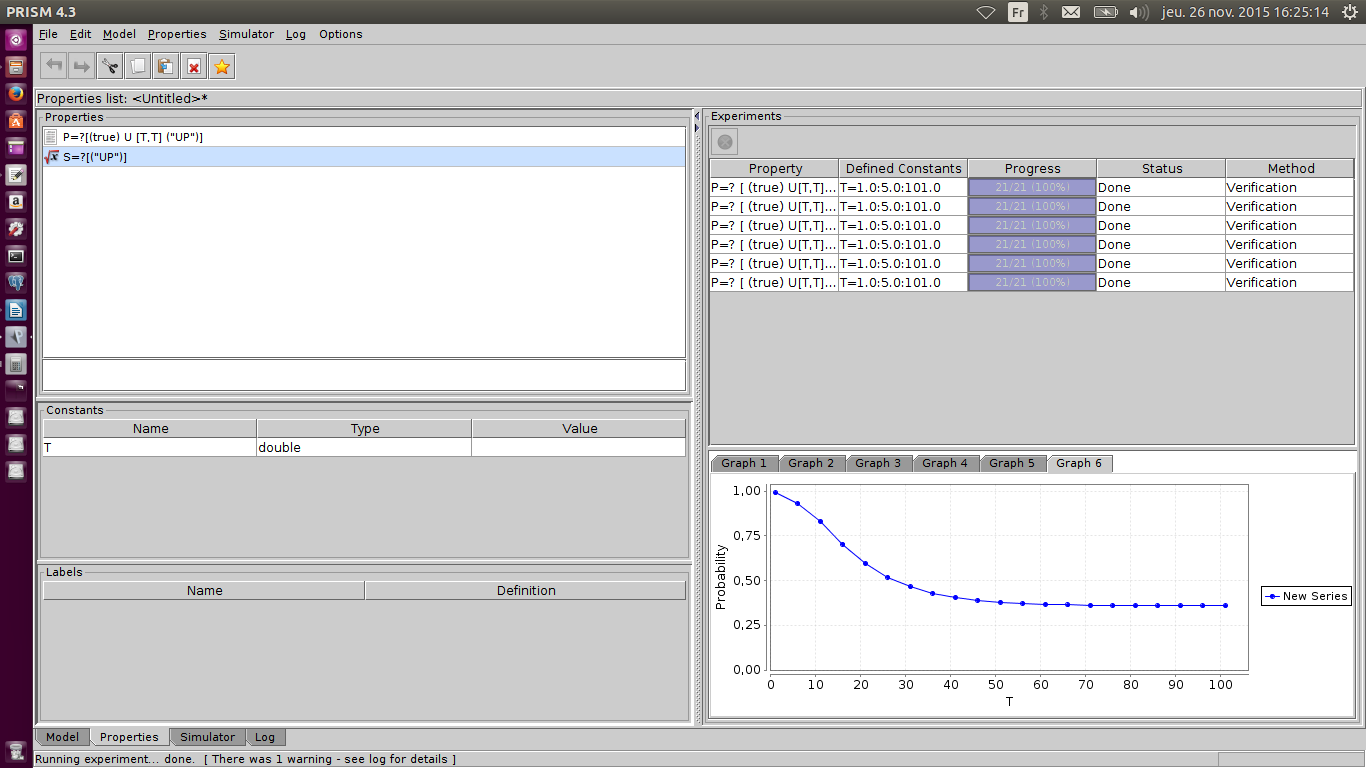 PRISM 4.3
Fr
jeu. 26 nov. 2015 16:25:14
File Edit Model Properties Simulator Log Options
Properties list: <Untitled>*
Properties
P=?[(true) U [T,T] ("UP")]
S=?[("UP")]
Constants
Name Type Value
T double
Labels
Name Definition
Experiments
Property Defined Constants Progress Status Method
P=? [ (true) U[T,T]... T=1.0:5.0:101.0 21/21 (100%) Done Verification
P=? [ (true) U[T,T]... T=1.0:5.0:101.0 21/21 (100%) Done Verification
P=? [ (true) U[T,T]... T=1.0:5.0:101.0 21/21 (100%) Done Verification
P=? [ (true) U[T,T]... T=1.0:5.0:101.0 21/21 (100%) Done Verification
P=? [ (true) U[T,T]... T=1.0:5.0:101.0 21/21 (100%) Done Verification
P=? [ (true) U[T,T]... T=1.0:5.0:101.0 21/21 (100%) Done Verification
Graph 1 Graph 2 Graph 3 Graph 4 Graph 5 Graph 6
1,00
0,75
0,50
0,25
0,00
Probability
0 10 20 30 40 50 60 70 80 90 100
T
New Series
Model Properties Simulator Log
Running experiment... done. [ There was 1 warning - see log for details ]